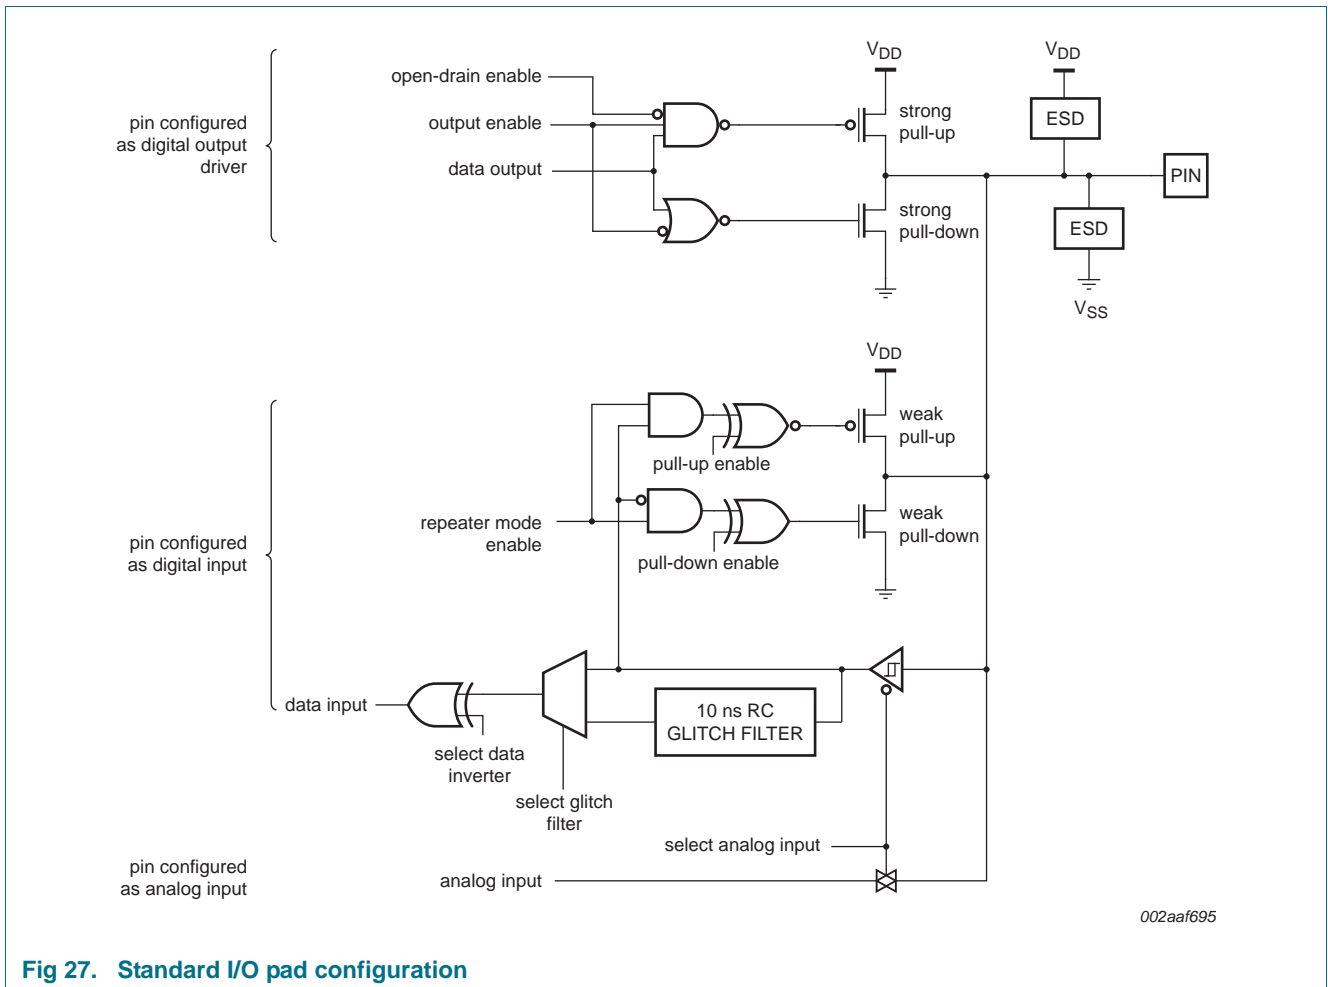 pin configured
as digital output
driver
open-drain enable
output enable
data output
VDD
strong
pull-up
strong
pull-down
VDD
ESD
PIN
ESD
VSS
pin configured
as digital input
VDD
weak
pull-up
pull-up enable
repeater mode
enable
weak
pull-down
pull-down enable
data input
10 ns RC
GLITCH FILTER
select data
inverter
select glitch
filter
select analog input
pin configured
as analog input
analog input
002aaf695
Fig 27. Standard I/O pad configuration